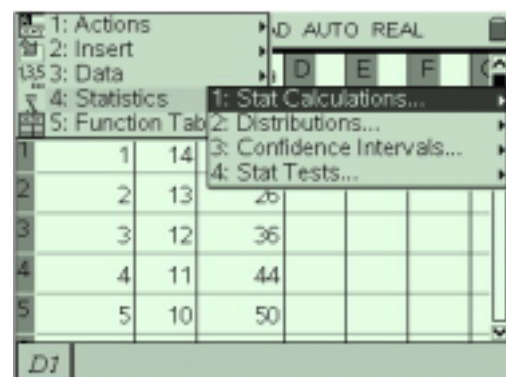 1: Actions
2: Insert
3: Data
4: Statistics
5: Function Tab
AD AUTO REAL
1: Stat Calculations...
2: Distributions...
3: Confidence Intervals...
4: Stat Tests...
D E F
1 1 14
2 2 13 26
3 3 12 36
4 4 11 44
5 5 10 50
D1